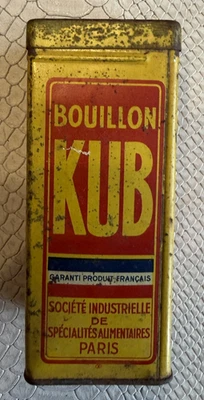 BOUILLON
KUB
GARANTI PRODUIT FRANÇAIS
SOCIÉTÉ INDUSTRIELLE
DE
SPÉCIALITÉS ALIMENTAIRES
PARIS